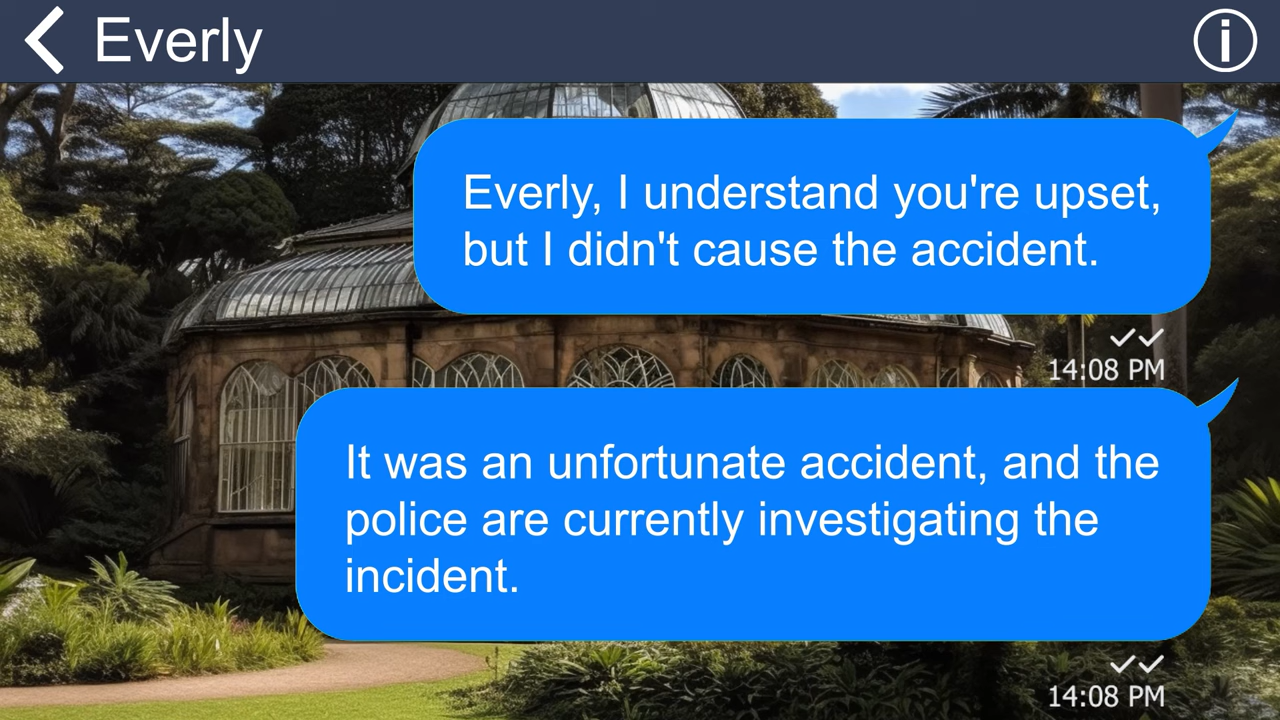 Everly
Everly, I understand you're upset,
but I didn't cause the accident.
14:08 PM
It was an unfortunate accident, and the
police are currently investigating the
incident.
14:08 PM